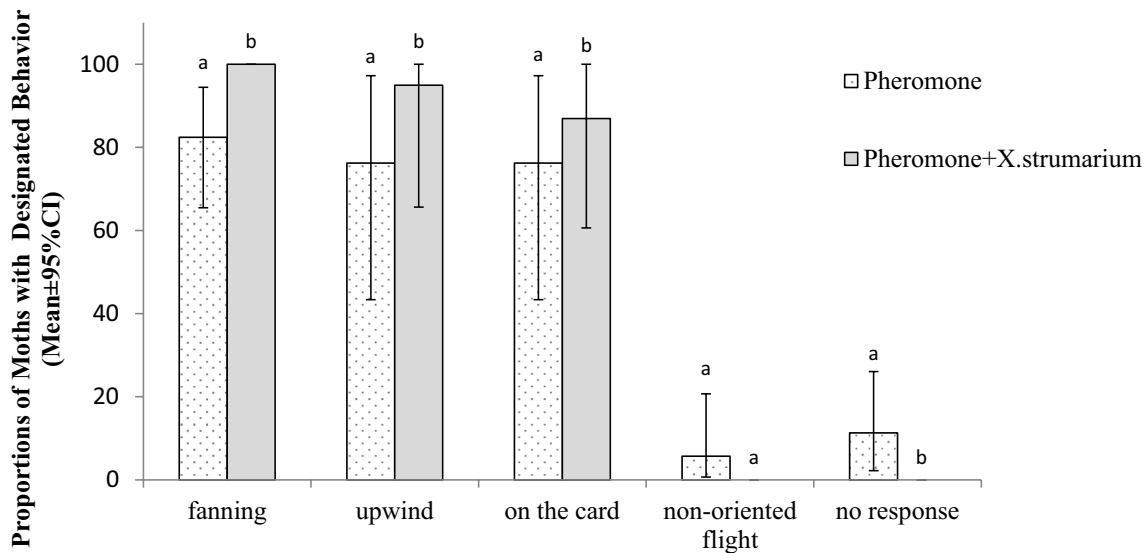 Proportions of Moths with Designated Behavior
(Mean±95%CI)
100
80
60
40
20
0
a b a b a b a a a b
fanning upwind on the card non-oriented flight no response
Pheromone
Pheromone+X.strumarium